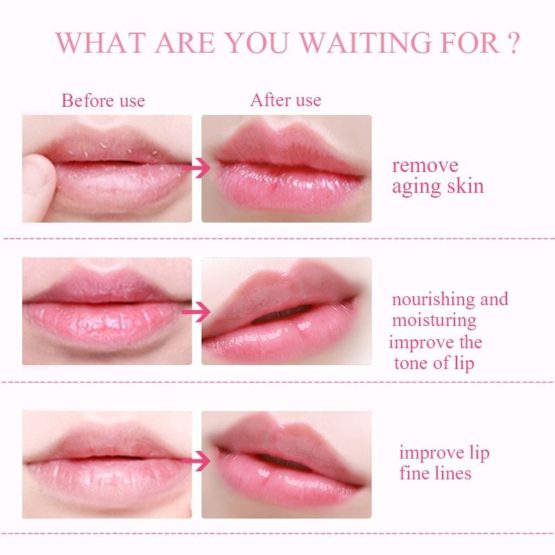 WHAT ARE YOU WAITING FOR ?
Before use
After use
remove
aging skin
nourishing and
moisturing
improve the
tone of lip
improve lip
fine lines